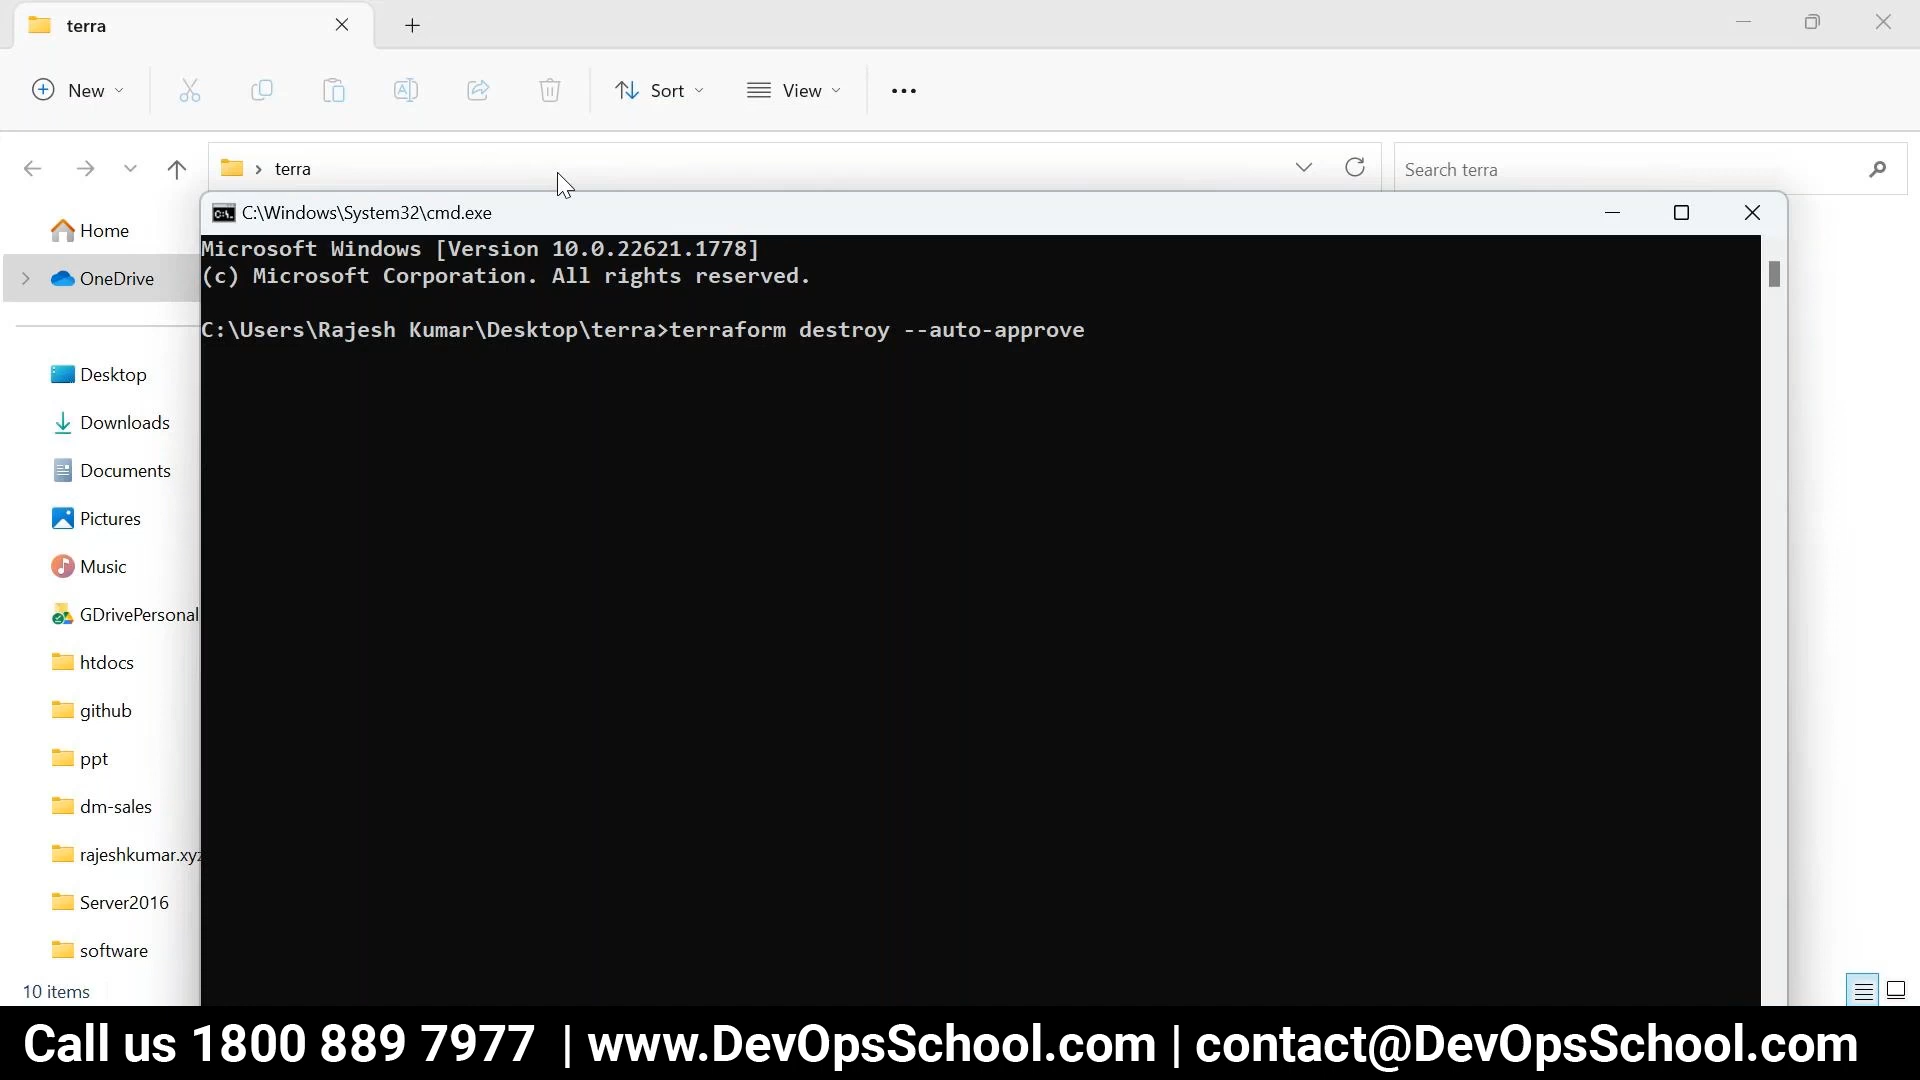 terra
New
Sort
View
terra
Search terra
C:\Windows\System32\cmd.exe
Home
OneDrive
Desktop
Downloads
Documents
Pictures
Music
GDrivePersonal
htdocs
github
ppt
dm-sales
rajeshkumar.xyz
Server2016
software
10 items
Microsoft Windows [Version 10.0.22621.1778]
(c) Microsoft Corporation. All rights reserved.
C:\Users\Rajesh Kumar\Desktop\terra>terraform destroy --auto-approve
Call us 1800 889 7977 | www.DevOpsSchool.com | contact@DevOpsSchool.com